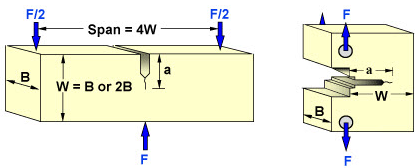 F/2
F/2
Span = 4W
a
B
W = B or 2B
F
F
a
W
B
F